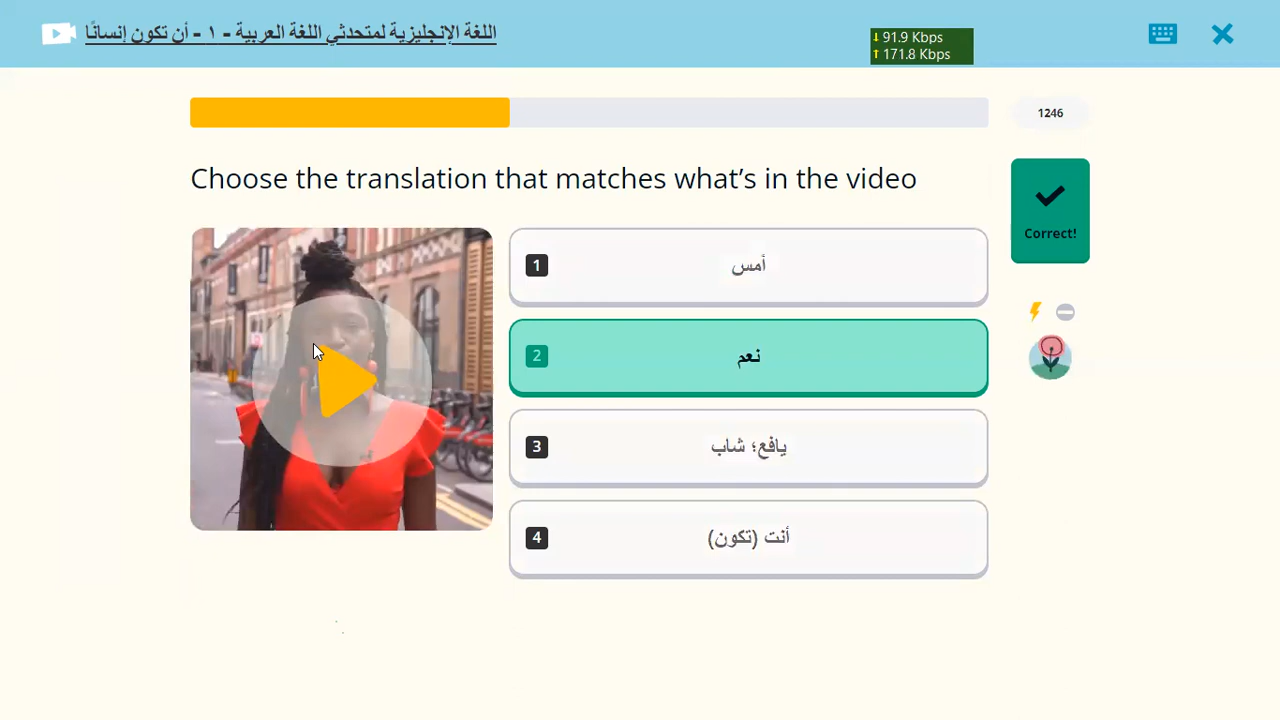 اللغة الإنجليزية لمتحدثي اللغة العربية - ١ - أن تكون إنسانًا
↓ 91.9 Kbps
↑ 171.8 Kbps
1246
Choose the translation that matches what's in the video
Correct!
1 أمس
2 نعم
3 يافع؛ شاب
4 أنت (تكون)